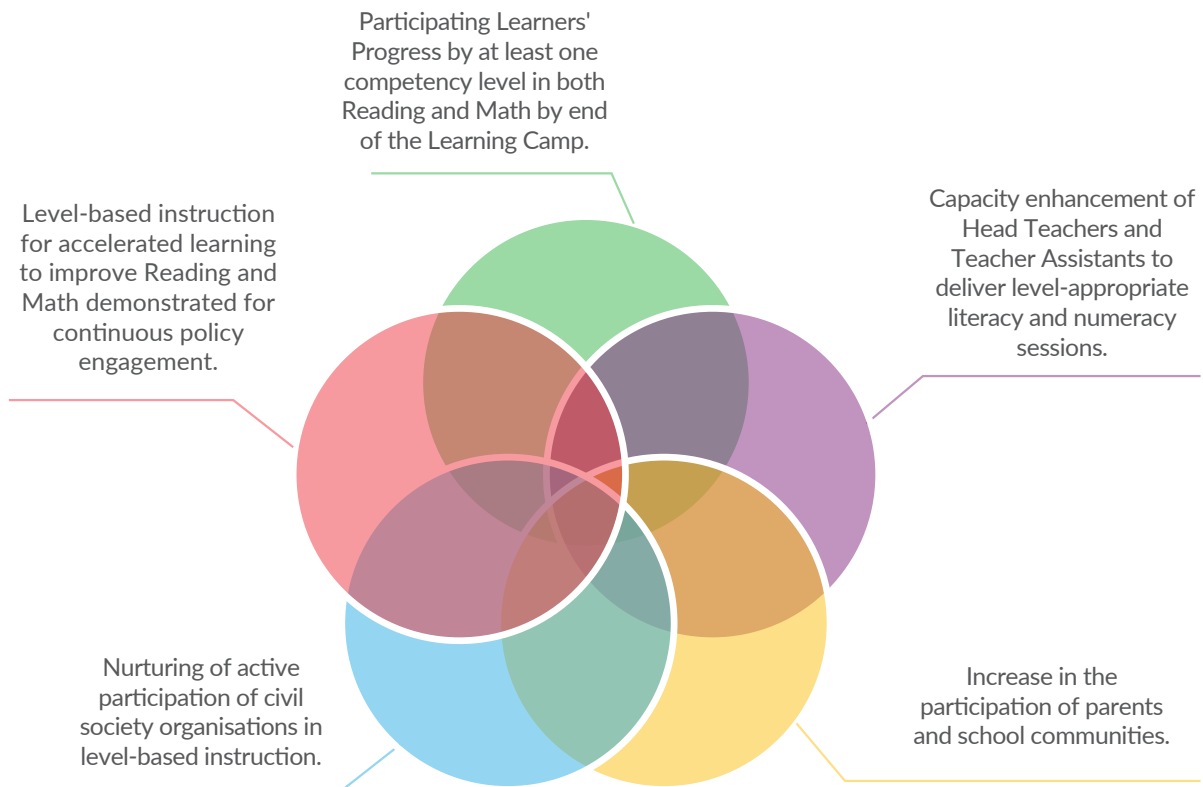 Participating Learners'
Progress by at least one
competency level in both
Reading and Math by end
of the Learning Camp.
Level-based instruction
for accelerated learning
to improve Reading and
Math demonstrated for
continuous policy
engagement.
Capacity enhancement of
Head Teachers and
Teacher Assistants to
deliver level-appropriate
literacy and numeracy
sessions.
Nurturing of active
participation of civil
society organisations in
level-based instruction.
Increase in the
participation of parents
and school communities.